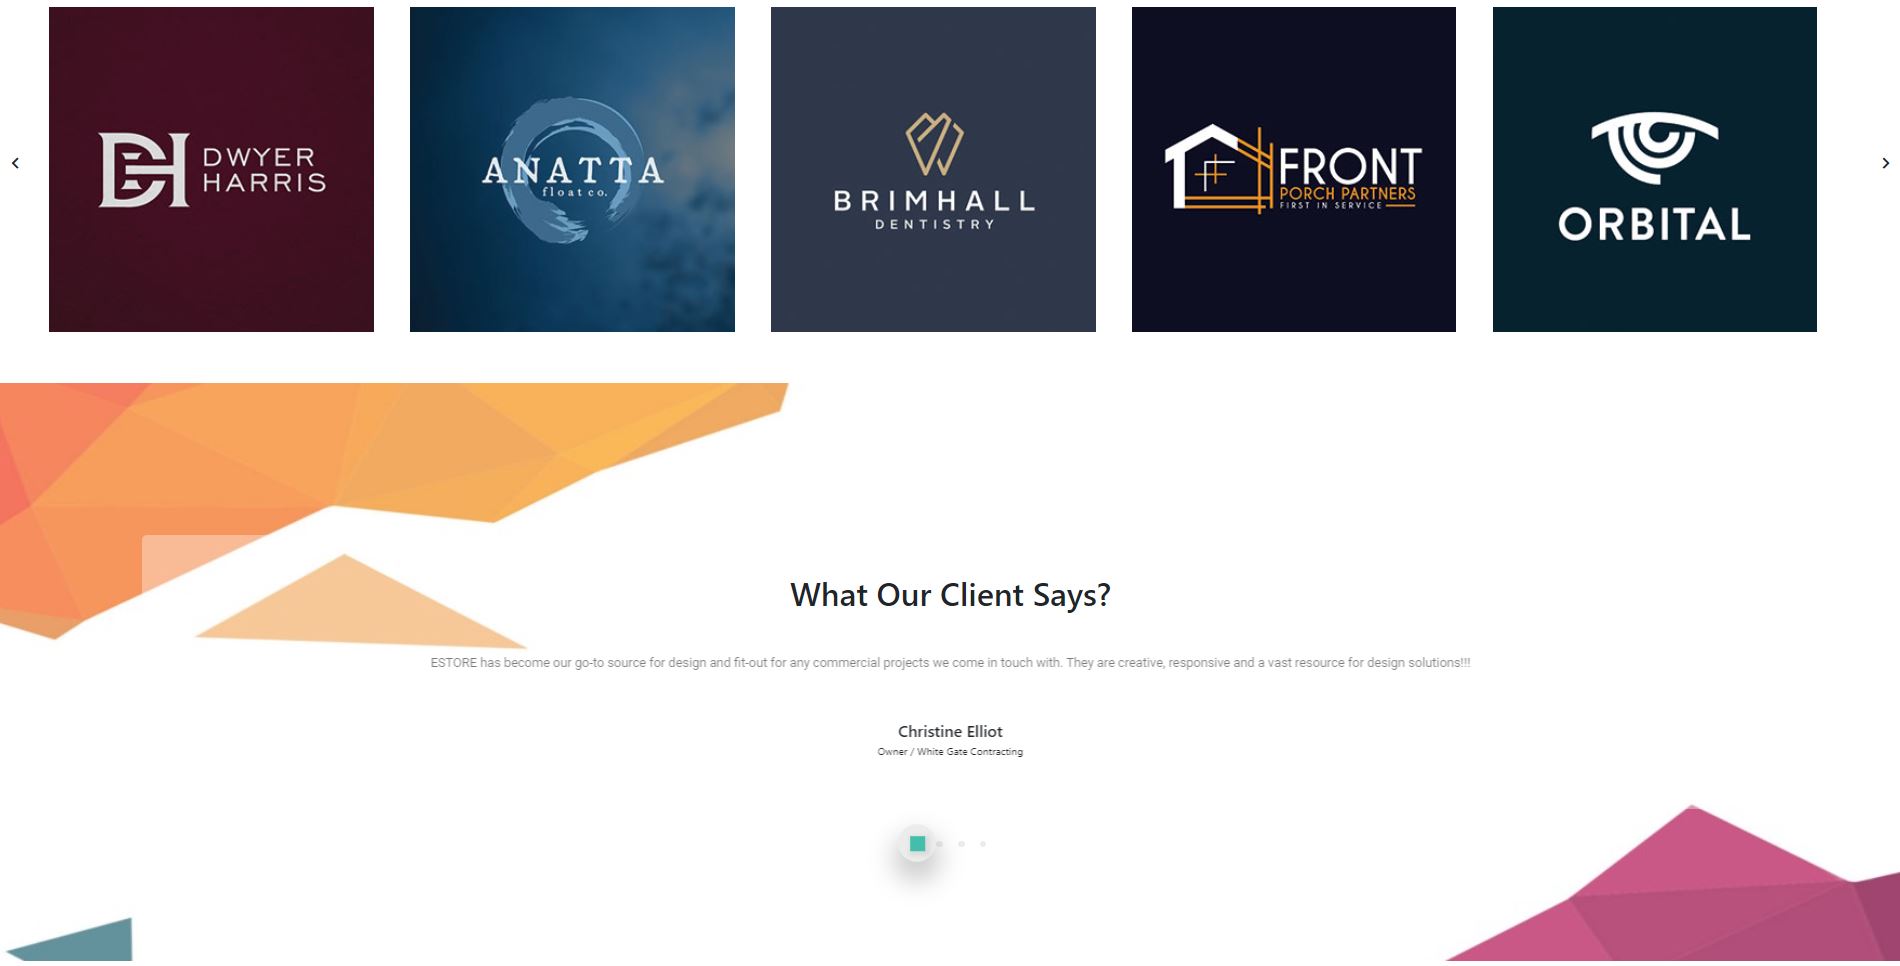 DWYER
HARRIS
ANATTA
float co.
BRIMHALL
DENTISTRY
FRONT
PORCH PARTNERS
FIRST IN SERVICE
ORBITAL
What Our Client Says?
ESTORE has become our go-to source for design and fit-out for any commercial projects we come in touch with. They are creative, responsive and a vast resource for design solutions!!!
Christine Elliot
Owner / White Gate Contracting